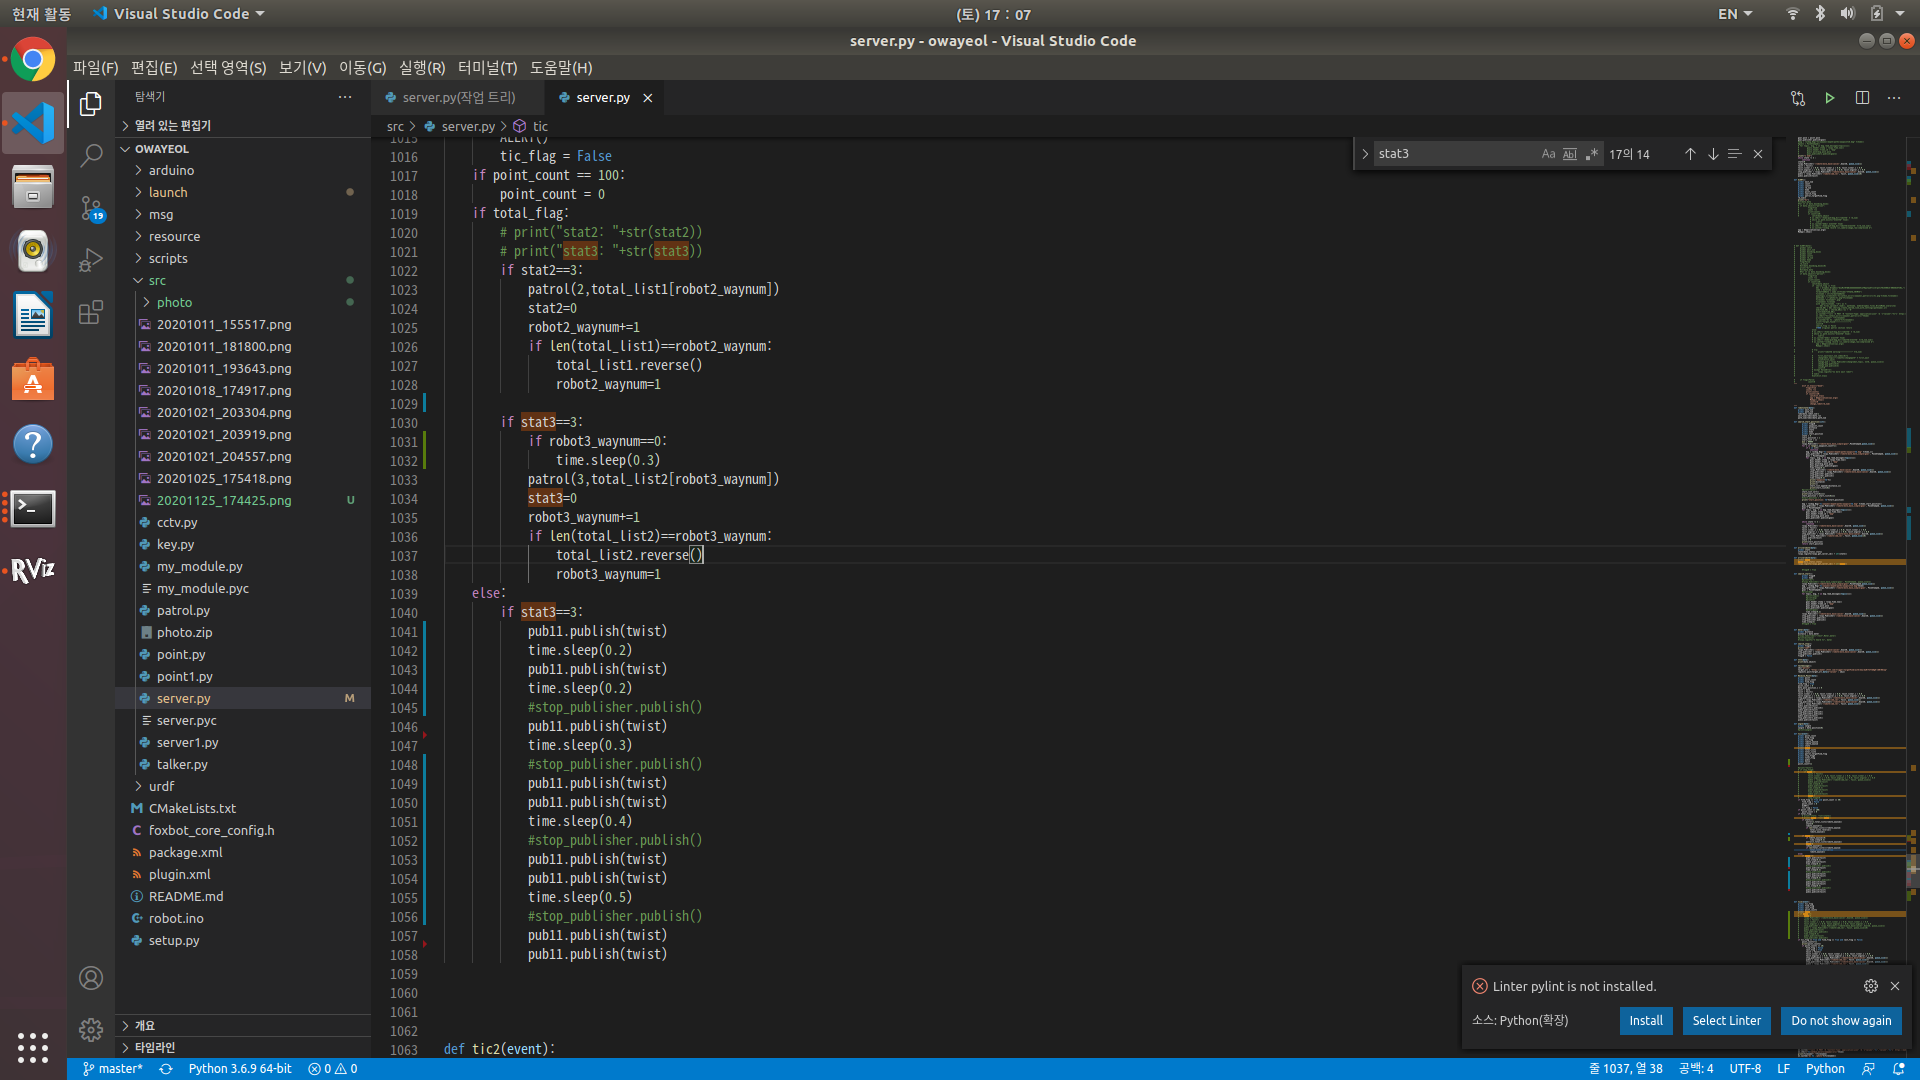 현재 활동
Visual Studio Code
(토) 17 : 07
EN
server.py - owayeol - Visual Studio Code
파일(F) 편집(E) 선택 영역(S) 보기(V) 이동(G) 실행(R) 터미널(T) 도움말(H)
탐색기
server.py(작업 트리)
server.py
열려 있는 편집기
src > server.py > tic
stat3
Aa Abl .* 17의 14
OWAYEOL
arduino
launch
msg
resource
scripts
src
photo
20201011_155517.png
20201011_181800.png
20201011_193643.png
20201018_174917.png
20201021_203304.png
20201021_203919.png
20201021_204557.png
20201025_175418.png
20201125_174425.png U
cctv.py
key.py
my_module.py
my_module.pyc
patrol.py
photo.zip
point.py
point1.py
server.py M
server.pyc
server1.py
talker.py
urdf
CMakeLists.txt
foxbot_core_config.h
package.xml
plugin.xml
README.md
robot.ino
setup.py
개요
타임라인
19
RViz
1015 ALERT()
1016 tic_flag = False
1017 if point_count == 100:
1018 point_count = 0
1019 if total_flag:
1020 # print("stat2: "+str(stat2))
1021 # print("stat3: "+str(stat3))
1022 if stat2==3:
1023 patrol(2,total_list1[robot2_waynum])
1024 stat2=0
1025 robot2_waynum+=1
1026 if len(total_list1)==robot2_waynum:
1027 total_list1.reverse()
1028 robot2_waynum=1
1029
1030 if stat3==3:
1031 if robot3_waynum==0:
1032 time.sleep(0.3)
1033 patrol(3,total_list2[robot3_waynum])
1034 stat3=0
1035 robot3_waynum+=1
1036 if len(total_list2)==robot3_waynum:
1037 total_list2.reverse()
1038 robot3_waynum=1
1039 else:
1040 if stat3==3:
1041 pub11.publish(twist)
1042 time.sleep(0.2)
1043 pub11.publish(twist)
1044 time.sleep(0.2)
1045 #stop_publisher.publish()
1046 pub11.publish(twist)
1047 time.sleep(0.3)
1048 #stop_publisher.publish()
1049 pub11.publish(twist)
1050 pub11.publish(twist)
1051 time.sleep(0.4)
1052 #stop_publisher.publish()
1053 pub11.publish(twist)
1054 pub11.publish(twist)
1055 time.sleep(0.5)
1056 #stop_publisher.publish()
1057 pub11.publish(twist)
1058 pub11.publish(twist)
1059
1060
1061
1062
1063 def tic2(event):
Linter pylint is not installed.
소스: Python(확장)
Install
Select Linter
Do not show again
master* Python 3.6.9 64-bit 0 0
줄 1037, 열 38 공백: 4 UTF-8 LF Python